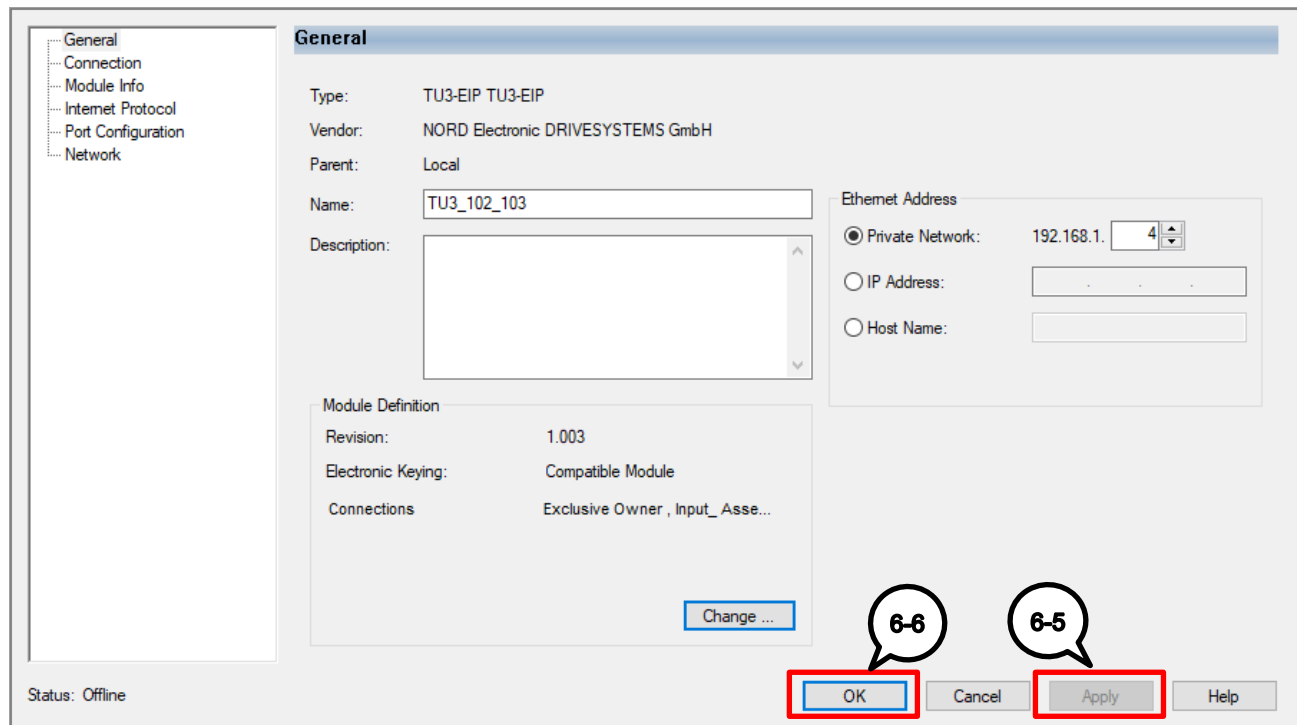 General
Connection
Module Info
Internet Protocol
Port Configuration
Network
General
Type: TU3-EIP TU3-EIP
Vendor: NORD Electronic DRIVESYSTEMS GmbH
Parent: Local
Name: TU3_102_103
Description:
Ethernet Address
Private Network: 192.168.1. 4
IP Address: . . .
Host Name:
Module Definition
Revision: 1.003
Electronic Keying: Compatible Module
Connections Exclusive Owner , Input_ Asse...
Change ...
6-6
6-5
Status: Offline
OK Cancel Apply Help